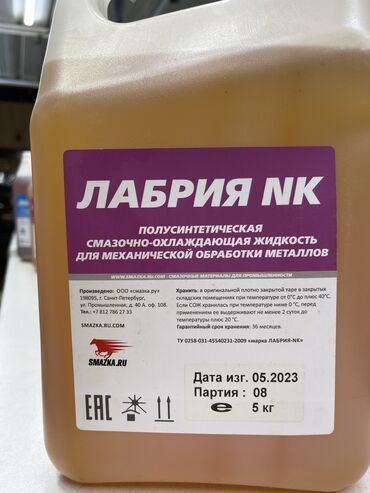 ЛАБРИЯ NK
ПОЛУСИНТЕТИЧЕСКАЯ
СМАЗОЧНО-ОХЛАЖДАЮЩАЯ ЖИДКОСТЬ
ДЛЯ МЕХАНИЧЕСКОЙ ОБРАБОТКИ МЕТАЛЛОВ
WWW.SMAZKA.RU - СМАЗОЧНЫЕ МАТЕРИАЛЫ ДЛЯ ПРОМЫШЛЕННОСТИ
Произведено: ООО «смазка.ру»
198095, г. Санкт-Петербург,
ул. Промышленная, д. 40 А. оф. 108.
Тел.: +7 812 786 27 33
SMAZKA.RU
Хранить: в оригинальной плотно закрытой таре в закрытых
складских помещениях при температуре от 0°С до плюс 40°С.
Если СОЖ хранилась при температуре ниже 0 °С, перед
применением ее выдерживают не менее 2 суток до
температуры плюс 20 °С.
Гарантийный срок хранения: 36 месяцев.
ТУ 0258-031-45540231-2009 «марка ЛАБРИЯ-NK»
SMAZKA.RU
EAC
Дата изг. 05.2023
Партия : 08
℮ 5 кг